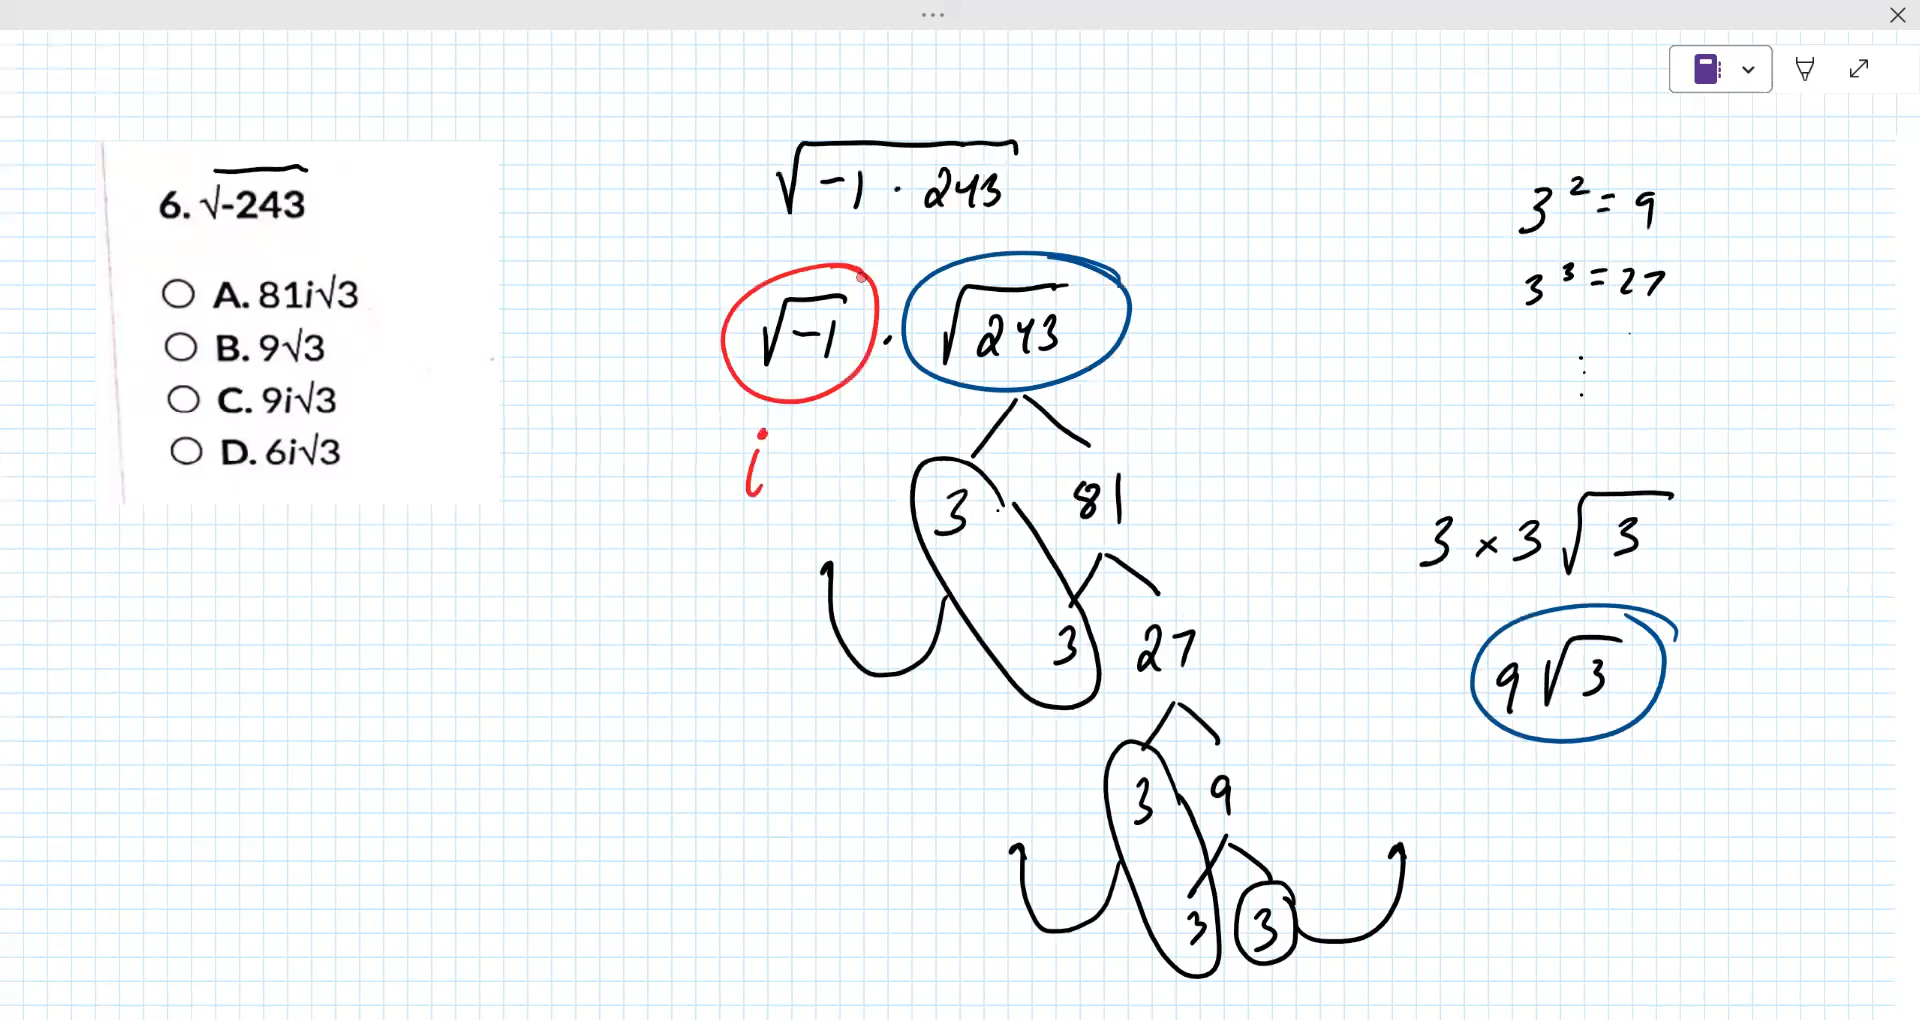 6. √-243
A. 81i√3
B. 9√3
C. 9i√3
D. 6i√3
√-1 · 243
√-1 · √243
i
3 81
3 27
3 9
3 3
3² = 9
3³ = 27
3 × 3 √3
9 √3